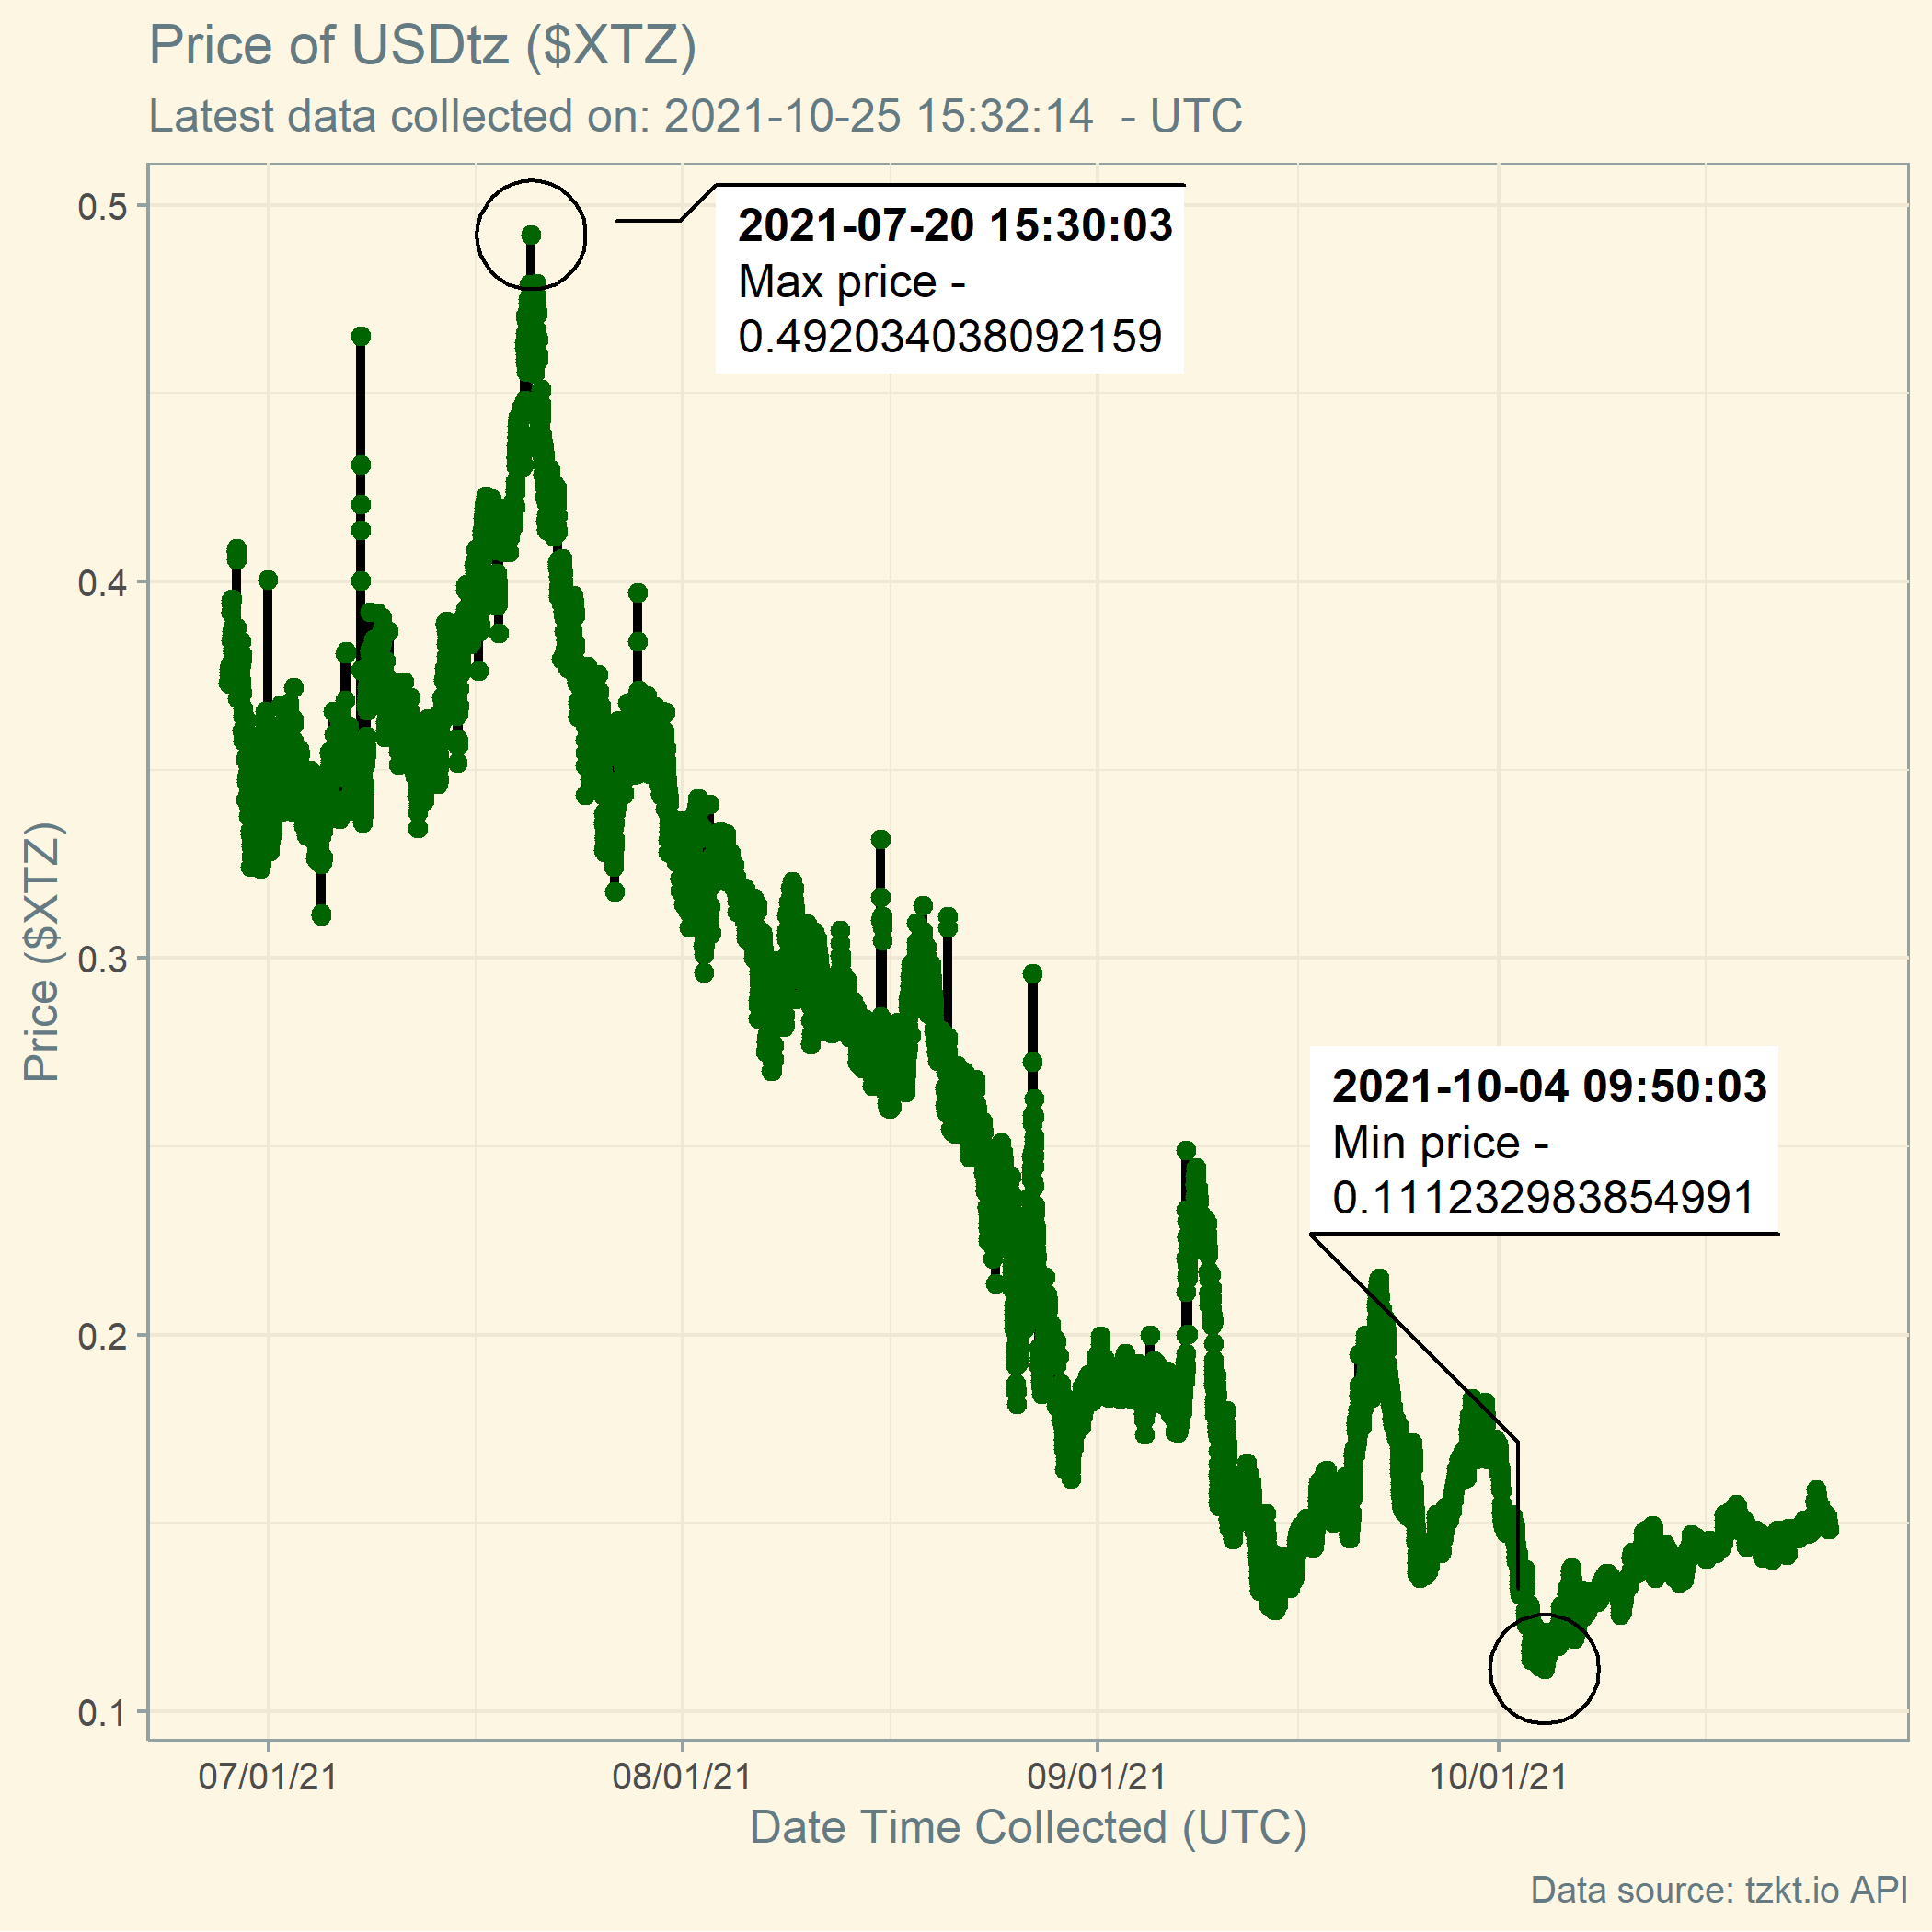 Price of USDtz ($XTZ)
Latest data collected on: 2021-10-25 15:32:14  - UTC
2021-07-20 15:30:03
Max price -
0.492034038092159
2021-10-04 09:50:03
Min price -
0.111232983854991
0.5
0.4
0.3
0.2
0.1
Price ($XTZ)
07/01/21
08/01/21
09/01/21
10/01/21
Date Time Collected (UTC)
Data source: tzkt.io API